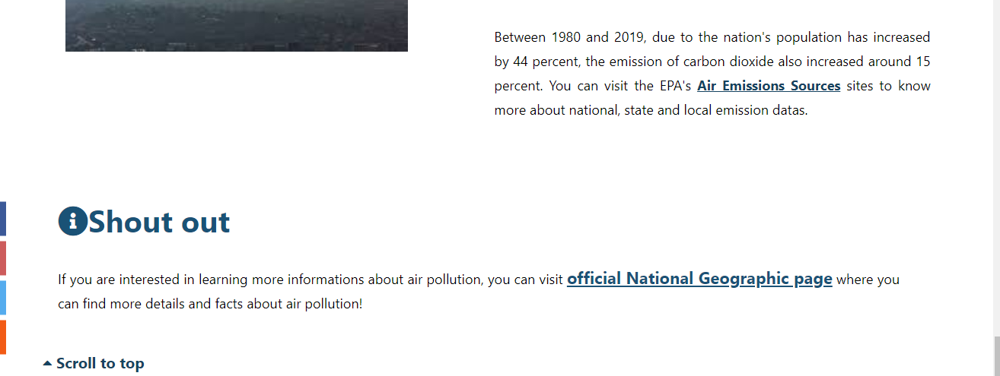 Between 1980 and 2019, due to the nation's population has increased
by 44 percent, the emission of carbon dioxide also increased around 15
percent. You can visit the EPA's Air Emissions Sources sites to know
more about national, state and local emission datas.
Shout out
If you are interested in learning more informations about air pollution, you can visit official National Geographic page where you
can find more details and facts about air pollution!
Scroll to top